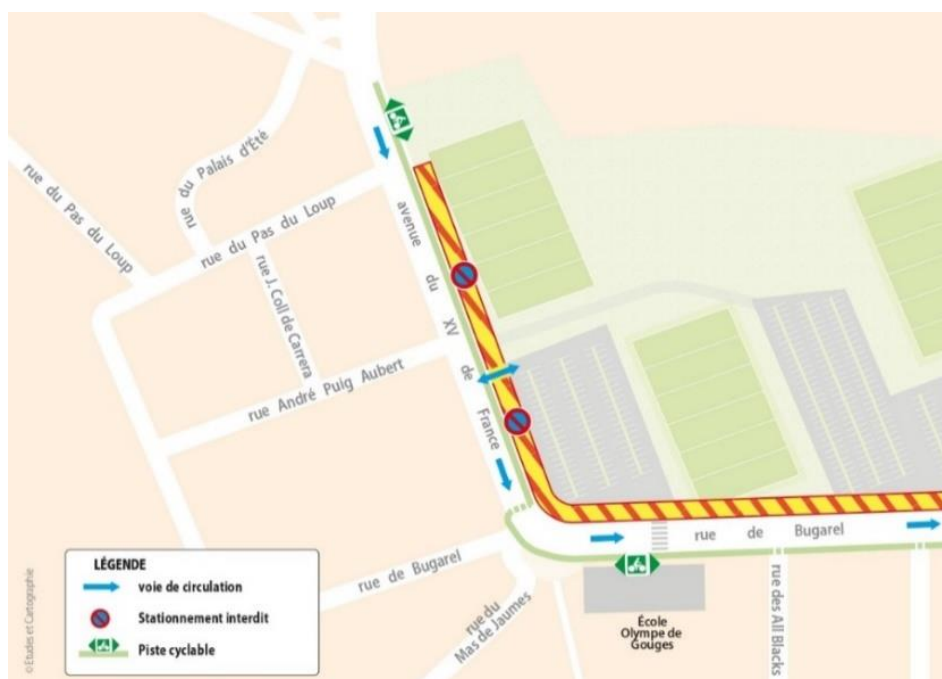 rue du Palais d'Été
rue du Pas du Loup
rue du Pas du Loup
rue J. Coll de Carrera
avenue du XV de France
rue André Puig Aubert
rue de Bugarel
rue de Bugarel
rue du
Mas de Jaumes
École
Olympe de
Gouges
rue des All Blacks
LÉGENDE
voie de circulation
Stationnement interdit
Piste cyclable
© Etudes et Cartographie